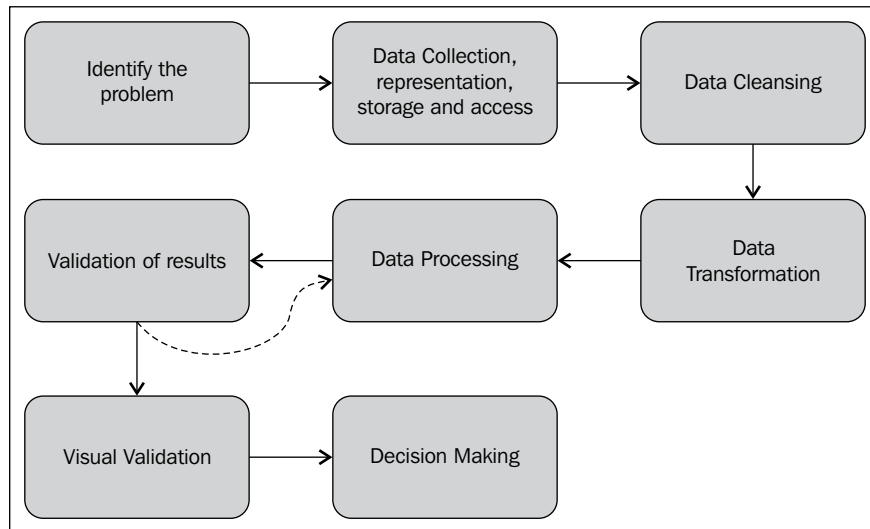 Identify the
problem
Data Collection,
representation,
storage and access
Data Cleansing
Data
Transformation
Data Processing
Validation of results
Visual Validation
Decision Making